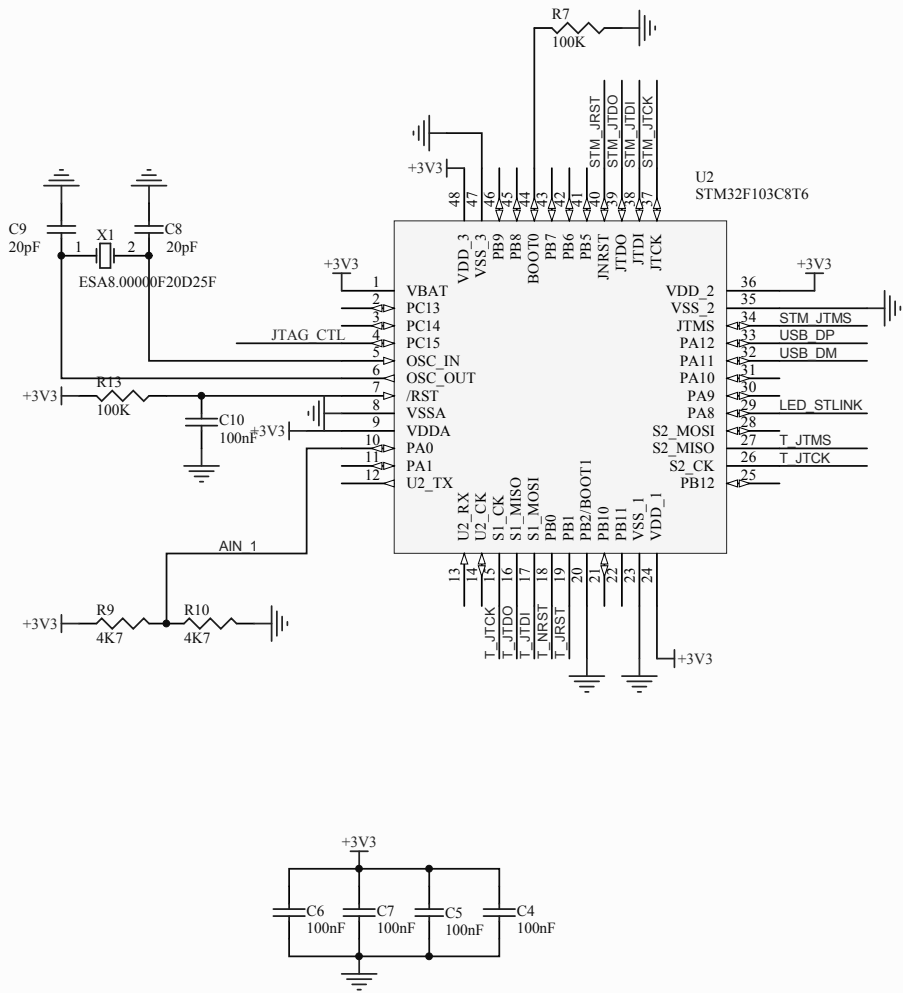 R7
100K
STM_JRST
STM_JTDO
STM_JTDI
STM_JTCK
+3V3
48
47
46
45
44
43
42
41
40
39
38
37
U2
STM32F103C8T6
VDD_3
VSS_3
PB9
PB8
BOOT0
PB7
PB6
PB5
JNRST
JTDO
JTDI
JTCK
C9
20pF
X1
1
2
C8
20pF
ESA8.00000F20D25F
+3V3
1
VBAT
2
PC13
3
PC14
JTAG_CTL
4
PC15
5
OSC_IN
6
OSC_OUT
+3V3
R13
100K
7
/RST
C10
100nF
8
VSSA
+3V3
9
VDDA
10
PA0
11
PA1
12
U2_TX
VDD_2
36
+3V3
VSS_2
35
JTMS
34
STM_JTMS
PA12
33
USB_DP
PA11
32
USB_DM
PA10
31
PA9
30
PA8
29
LED_STLINK
S2_MOSI
28
S2_MISO
27
T_JTMS
S2_CK
26
T_JTCK
PB12
25
U2_RX
U2_CK
S1_CK
S1_MISO
S1_MOSI
PB0
PB1
PB2/BOOT1
PB10
PB11
VSS_1
VDD_1
13
14
15
16
17
18
19
20
21
22
23
24
T_JTCK
T_JTDO
T_JTDI
T_NRST
T_JRST
+3V3
AIN_1
+3V3
R9
4K7
R10
4K7
+3V3
C6
100nF
C7
100nF
C5
100nF
C4
100nF